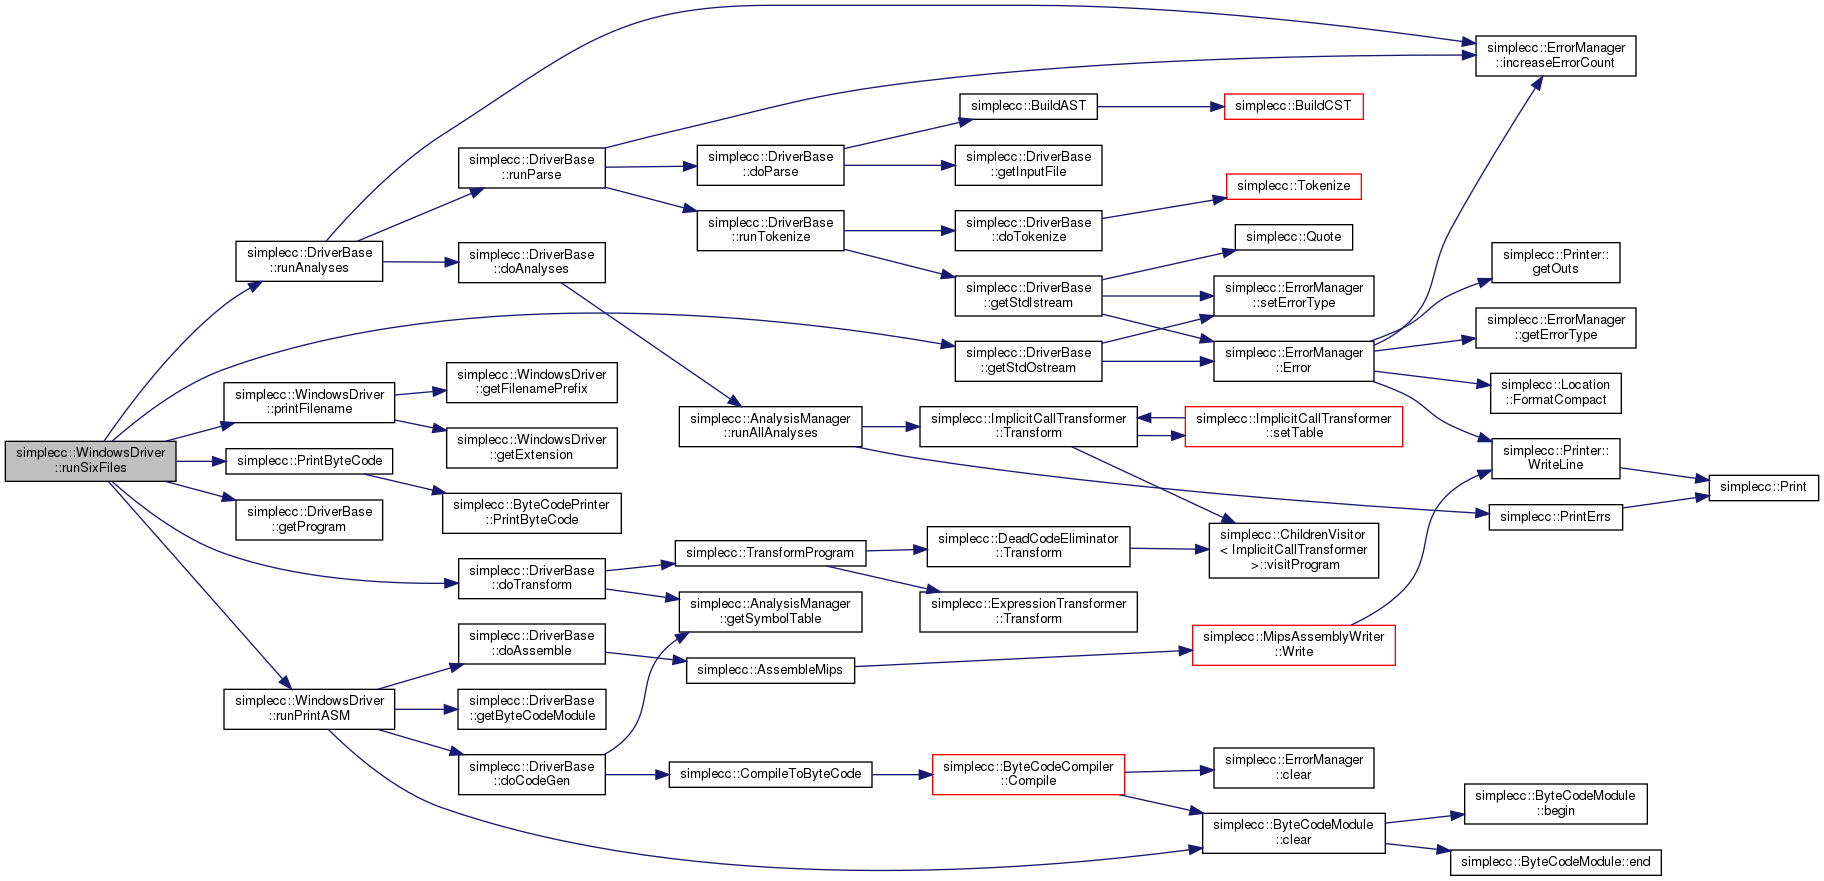 simplecc::WindowsDriver
::runSixFiles
simplecc::DriverBase
::runAnalyses
simplecc::WindowsDriver
::printFilename
simplecc::PrintByteCode
simplecc::DriverBase
::getProgram
simplecc::WindowsDriver
::runPrintASM
simplecc::DriverBase
::runParse
simplecc::DriverBase
::doAnalyses
simplecc::WindowsDriver
::getFilenamePrefix
simplecc::WindowsDriver
::getExtension
simplecc::ByteCodePrinter
::PrintByteCode
simplecc::DriverBase
::doTransform
simplecc::DriverBase
::doAssemble
simplecc::DriverBase
::getByteCodeModule
simplecc::DriverBase
::doCodeGen
simplecc::DriverBase
::doParse
simplecc::DriverBase
::runTokenize
simplecc::AnalysisManager
::runAllAnalyses
simplecc::TransformProgram
simplecc::AnalysisManager
::getSymbolTable
simplecc::AssembleMips
simplecc::CompileToByteCode
simplecc::BuildAST
simplecc::DriverBase
::getInputFile
simplecc::DriverBase
::doTokenize
simplecc::DriverBase
::getStdIstream
simplecc::DriverBase
::getStdOstream
simplecc::ImplicitCallTransformer
::Transform
simplecc::DeadCodeEliminator
::Transform
simplecc::ExpressionTransformer
::Transform
simplecc::ByteCodeCompiler
::Compile
simplecc::BuildCST
simplecc::Tokenize
simplecc::Quote
simplecc::ErrorManager
::setErrorType
simplecc::ErrorManager
::Error
simplecc::ImplicitCallTransformer
::setTable
simplecc::ChildrenVisitor
< ImplicitCallTransformer
>::visitProgram
simplecc::MipsAssemblyWriter
::Write
simplecc::ErrorManager
::clear
simplecc::ByteCodeModule
::clear
simplecc::ErrorManager
::increaseErrorCount
simplecc::Printer::
getOuts
simplecc::ErrorManager
::getErrorType
simplecc::Location
::FormatCompact
simplecc::Printer::
WriteLine
simplecc::PrintErrs
simplecc::ByteCodeModule
::begin
simplecc::ByteCodeModule::end
simplecc::Print